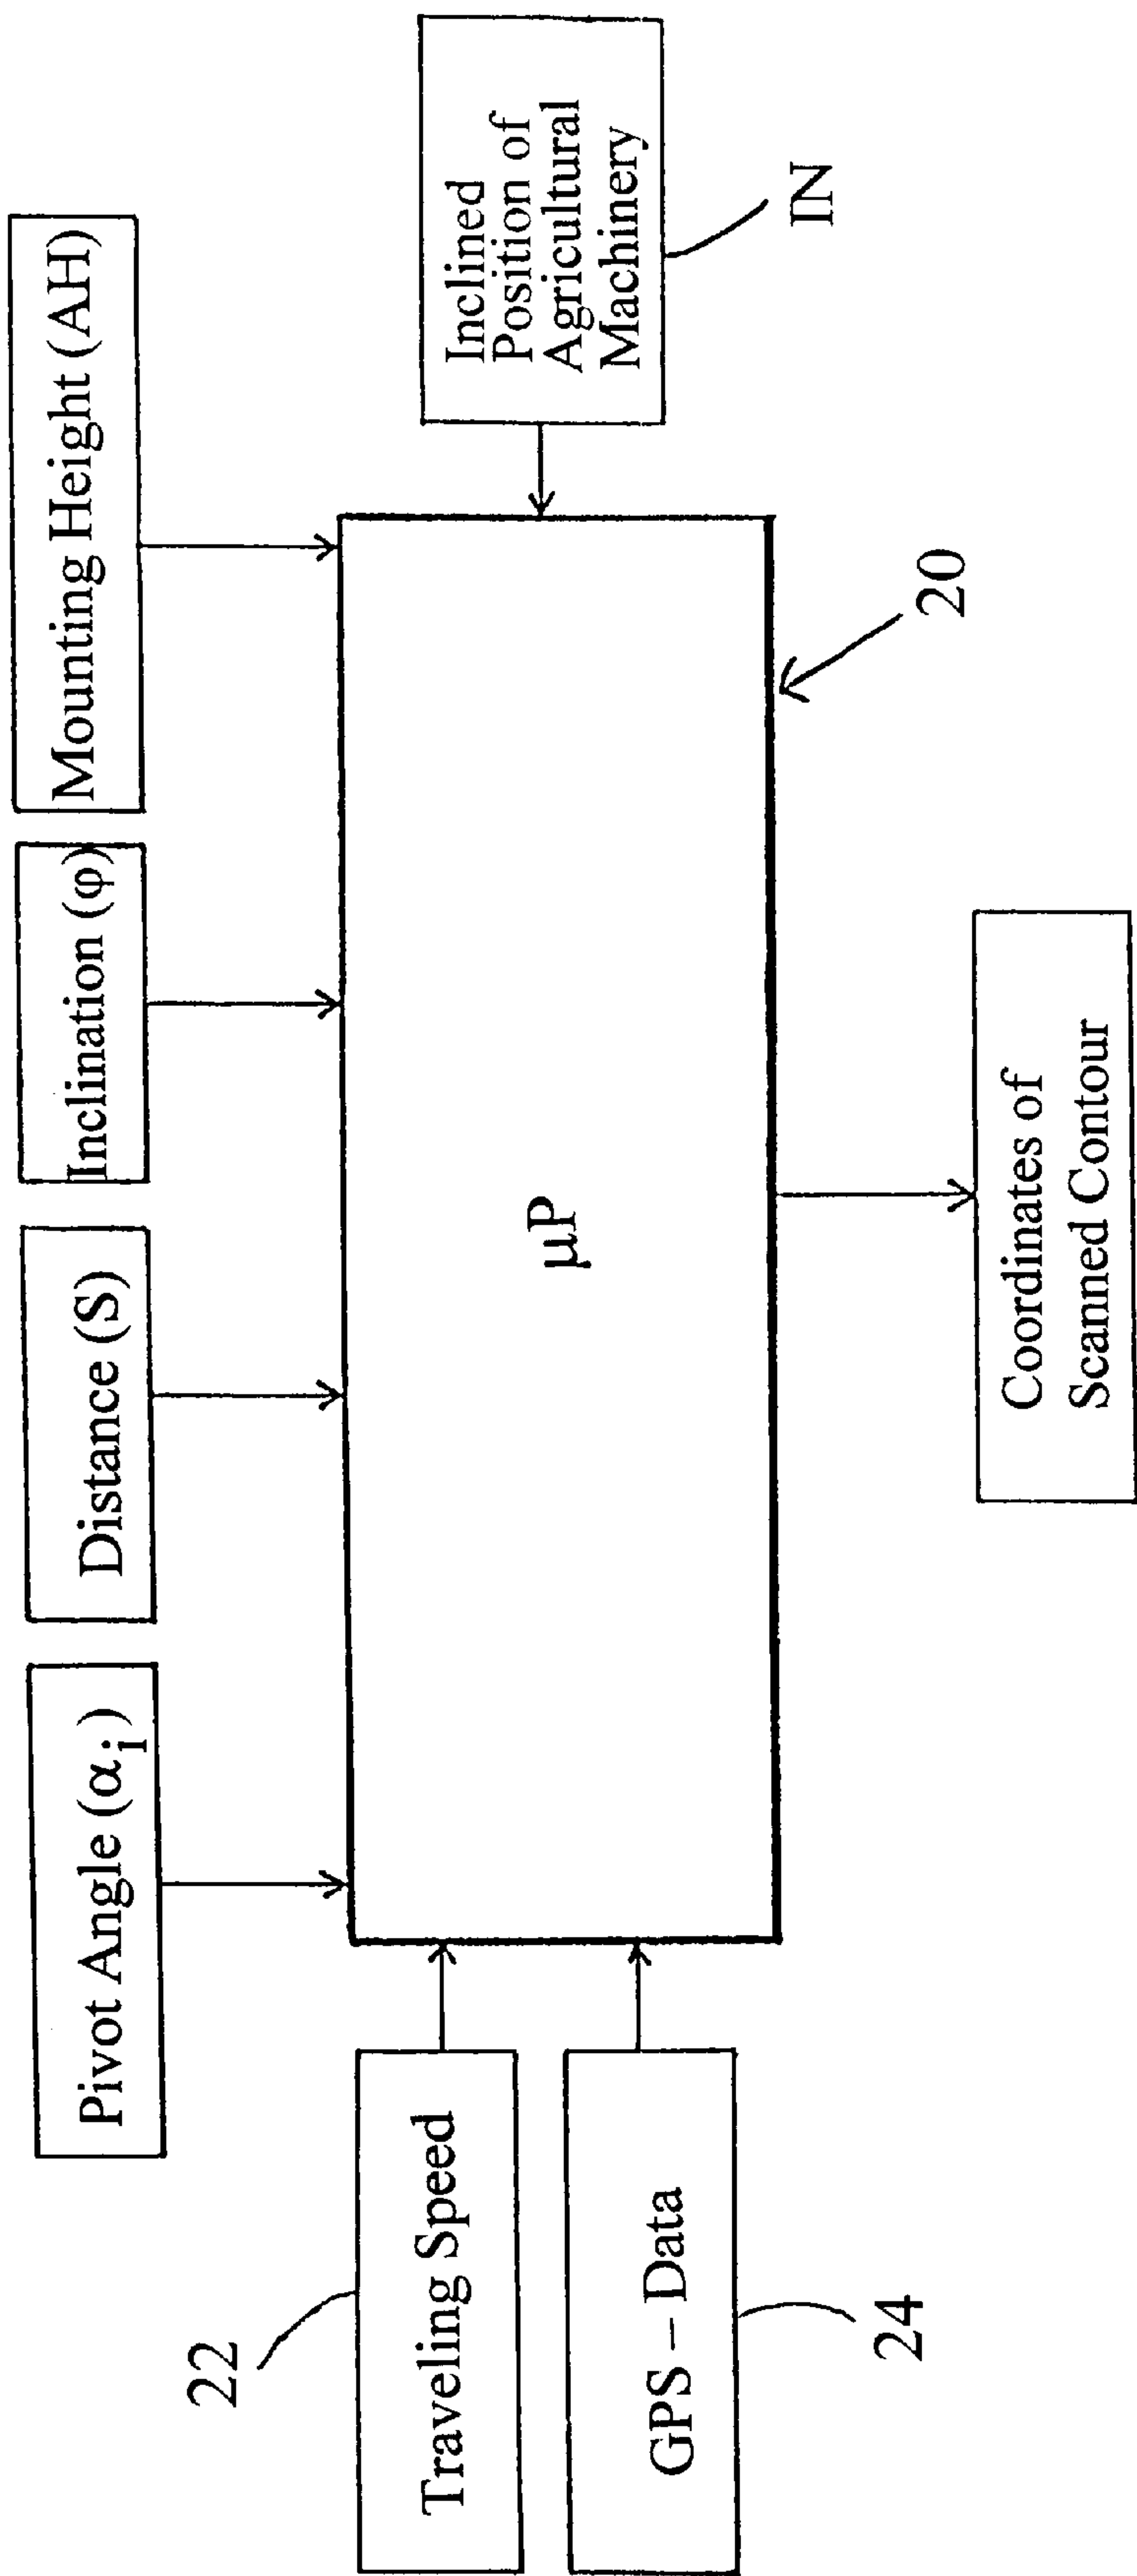 Pivot Angle (αi)
Distance (S)
Inclination (φ)
Mounting Height (AH)
22
Traveling Speed
GPS – Data
24
μP
Inclined
Position of
Agricultural
Machinery
IN
20
Coordinates of
Scanned Contour